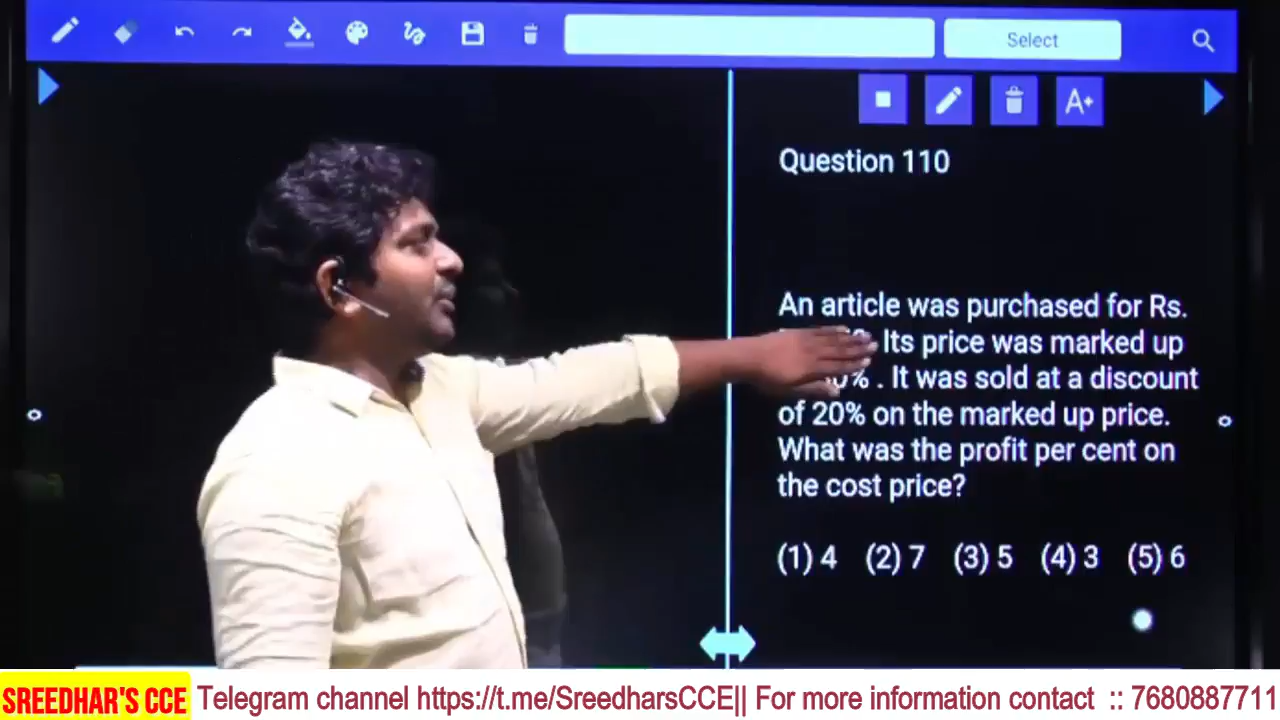 Select
A+
Question 110
An article was purchased for Rs.
Its price was marked up
0% . It was sold at a discount
of 20% on the marked up price.
What was the profit per cent on
the cost price?
(1) 4 (2) 7 (3) 5 (4) 3 (5) 6
SREEDHAR'S CCE Telegram channel https://t.me/SreedharsCCE|| For more information contact :: 7680887711